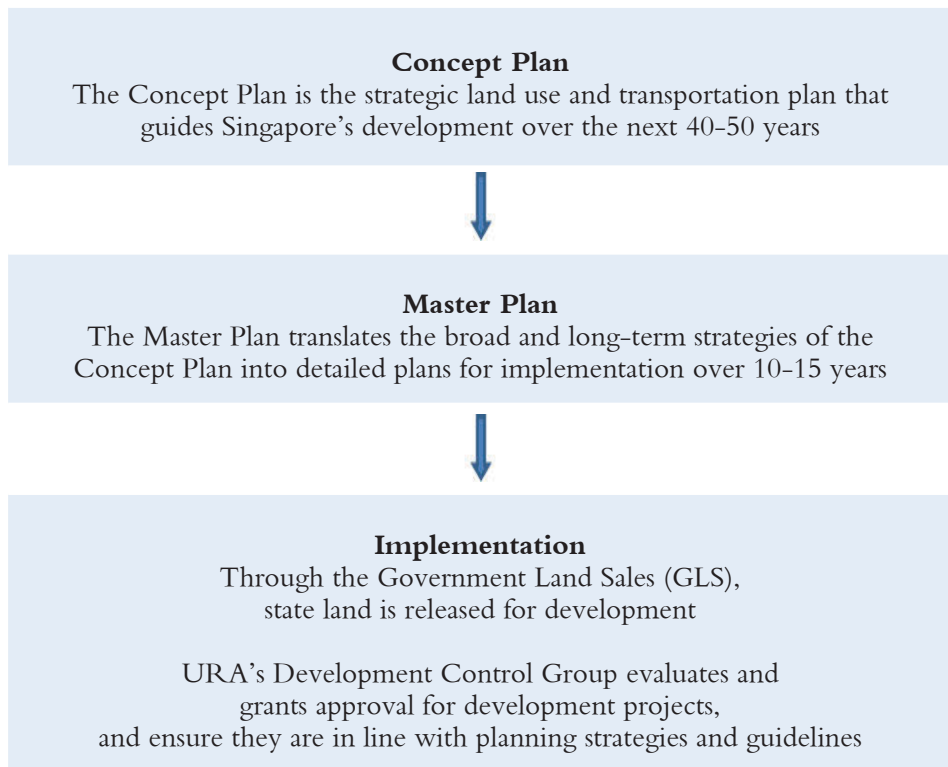 Concept Plan
The Concept Plan is the strategic land use and transportation plan that
guides Singapore’s development over the next 40-50 years
Master Plan
The Master Plan translates the broad and long-term strategies of the
Concept Plan into detailed plans for implementation over 10-15 years
Implementation
Through the Government Land Sales (GLS),
state land is released for development
URA’s Development Control Group evaluates and
grants approval for development projects,
and ensure they are in line with planning strategies and guidelines